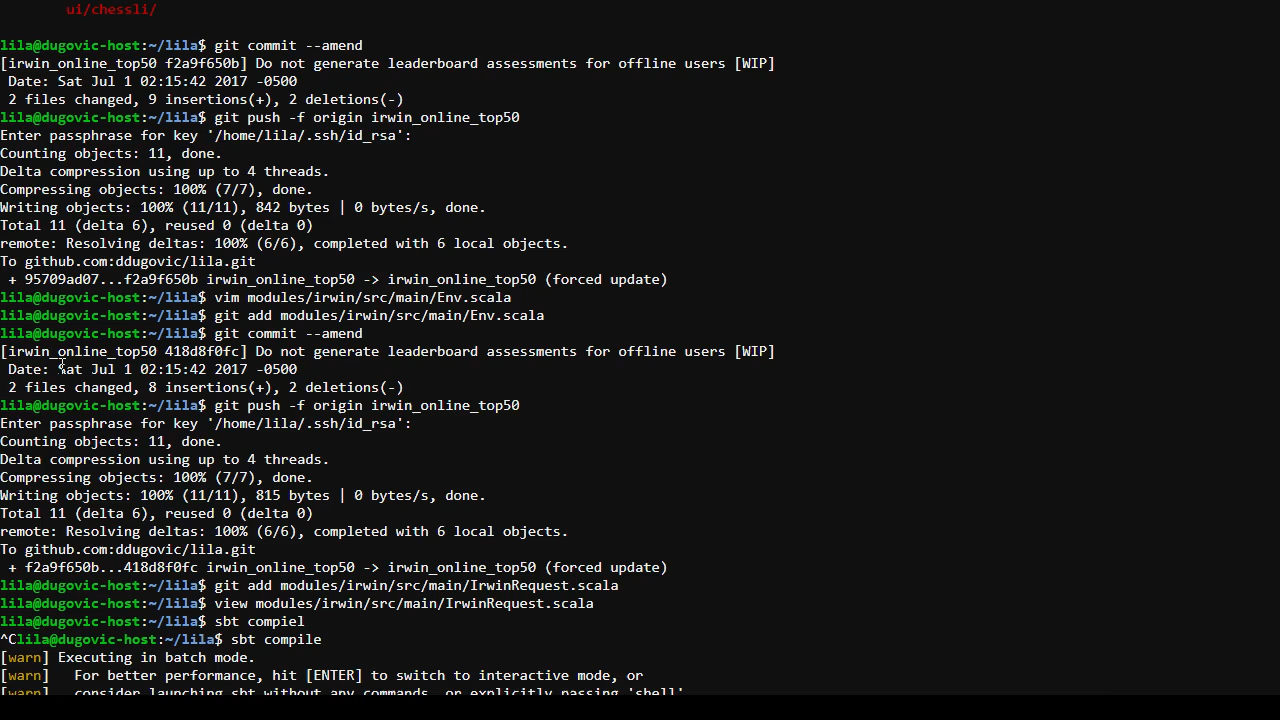 ui/chessli/
lila@dugovic-host:~/lila$ git commit --amend
[irwin_online_top50 f2a9f650b] Do not generate leaderboard assessments for offline users [WIP]
Date: Sat Jul 1 02:15:42 2017 -0500
2 files changed, 9 insertions(+), 2 deletions(-)
lila@dugovic-host:~/lila$ git push -f origin irwin_online_top50
Enter passphrase for key '/home/lila/.ssh/id_rsa':
Counting objects: 11, done.
Delta compression using up to 4 threads.
Compressing objects: 100% (7/7), done.
Writing objects: 100% (11/11), 842 bytes | 0 bytes/s, done.
Total 11 (delta 6), reused 0 (delta 0)
remote: Resolving deltas: 100% (6/6), completed with 6 local objects.
To github.com:ddugovic/lila.git
+ 95709ad07...f2a9f650b irwin_online_top50 -> irwin_online_top50 (forced update)
lila@dugovic-host:~/lila$ vim modules/irwin/src/main/Env.scala
lila@dugovic-host:~/lila$ git add modules/irwin/src/main/Env.scala
lila@dugovic-host:~/lila$ git commit --amend
[irwin_online_top50 418d8f0fc] Do not generate leaderboard assessments for offline users [WIP]
Date: Sat Jul 1 02:15:42 2017 -0500
2 files changed, 8 insertions(+), 2 deletions(-)
lila@dugovic-host:~/lila$ git push -f origin irwin_online_top50
Enter passphrase for key '/home/lila/.ssh/id_rsa':
Counting objects: 11, done.
Delta compression using up to 4 threads.
Compressing objects: 100% (7/7), done.
Writing objects: 100% (11/11), 815 bytes | 0 bytes/s, done.
Total 11 (delta 6), reused 0 (delta 0)
remote: Resolving deltas: 100% (6/6), completed with 6 local objects.
To github.com:ddugovic/lila.git
+ f2a9f650b...418d8f0fc irwin_online_top50 -> irwin_online_top50 (forced update)
lila@dugovic-host:~/lila$ git add modules/irwin/src/main/IrwinRequest.scala
lila@dugovic-host:~/lila$ view modules/irwin/src/main/IrwinRequest.scala
lila@dugovic-host:~/lila$ sbt compiel
^Clila@dugovic-host:~/lila$ sbt compile
[warn] Executing in batch mode.
[warn]   For better performance, hit [ENTER] to switch to interactive mode, or
[warn]   consider launching sbt without any commands, or explicitly passing 'shell'